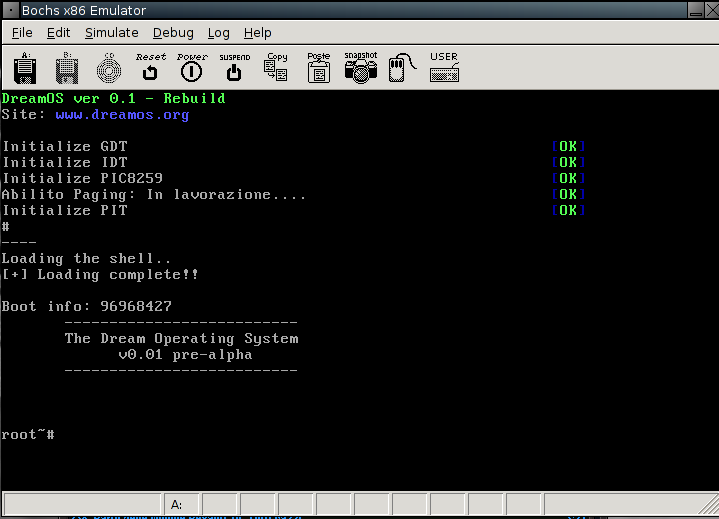 Bochs x86 Emulator
File Edit Simulate Debug Log Help
A: B: CD Reset Power SUSPEND Copy Paste snapshot USER
DreamOS ver 0.1 - Rebuild
Site: www.dreamos.org
Initialize GDT [OK]
Initialize IDT [OK]
Initialize PIC8259 [OK]
Abilito Paging: In lavorazione.... [OK]
Initialize PIT [OK]
#
----
Loading the shell..
[+] Loading complete!!
Boot info: 96968427
--------------------------
The Dream Operating System
v0.01 pre-alpha
--------------------------
root~#
A: